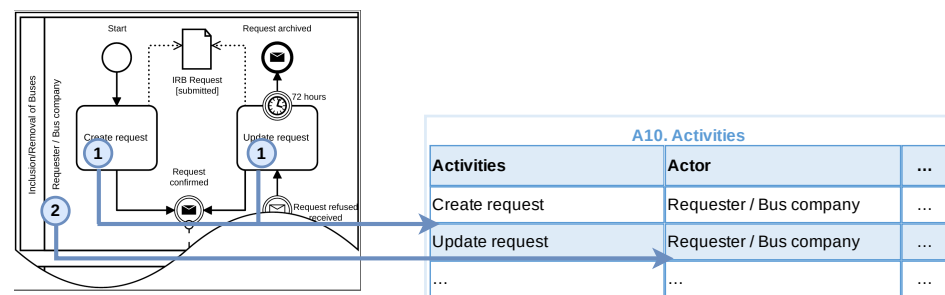 Start
Request archived
IRB Request
[submitted]
72 hours
Inclusion/Removal of Buses
Requester / Bus company
Create request
Update request
1
1
2
Request
confirmed
Request refused
received
A10. Activities
Activities Actor ...
Create request Requester / Bus company ...
Update request Requester / Bus company ...
... ... ...